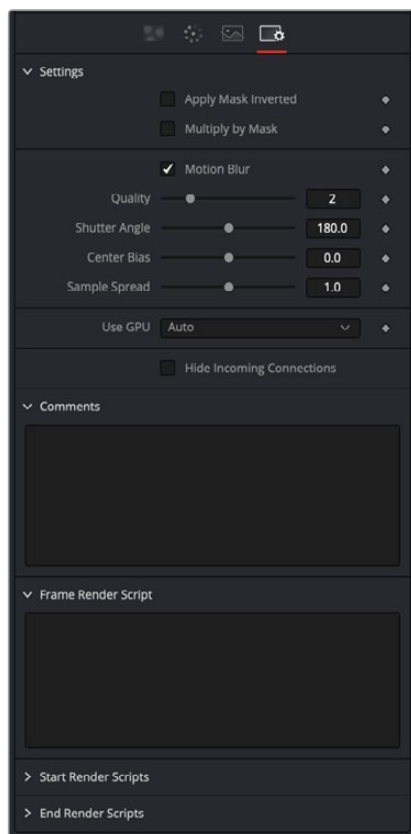 Settings
Apply Mask Inverted
Multiply by Mask
Motion Blur
Quality 2
Shutter Angle 180.0
Center Bias 0.0
Sample Spread 1.0
Use GPU Auto
Hide Incoming Connections
Comments
Frame Render Script
Start Render Scripts
End Render Scripts